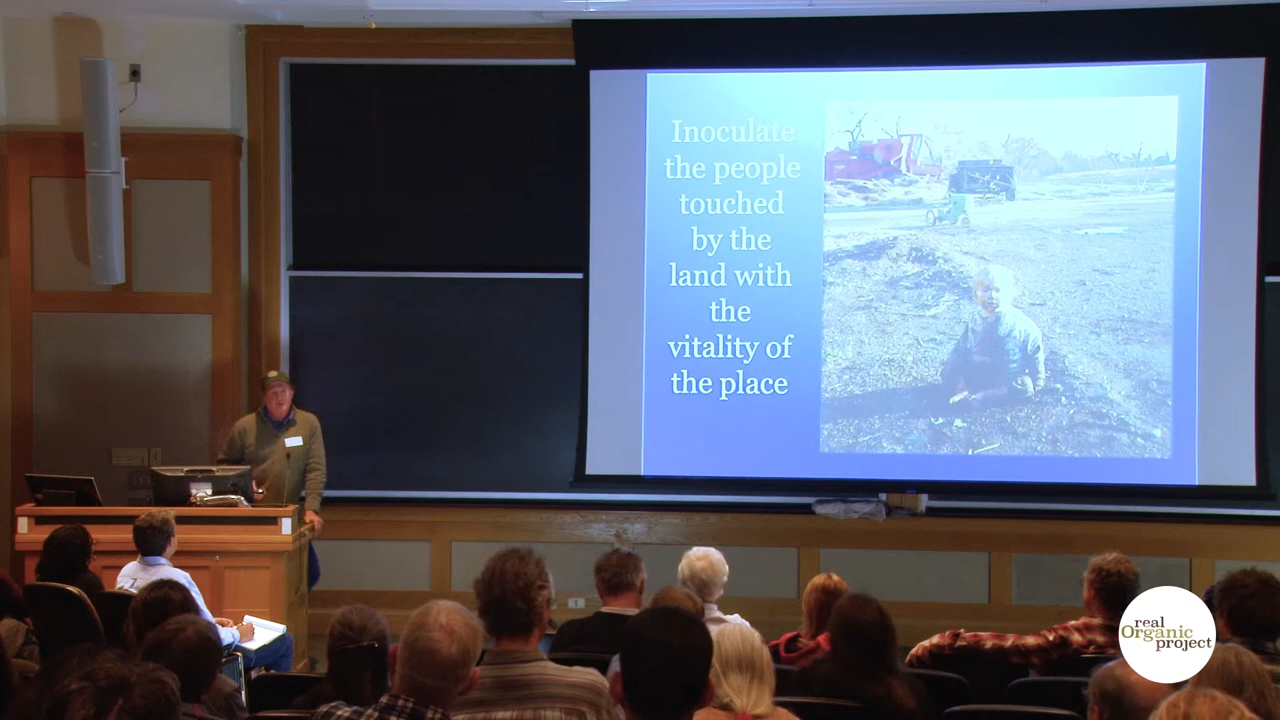 Inoculate
the people
touched
by the
land with
the
vitality of
the place
real
Organic
project